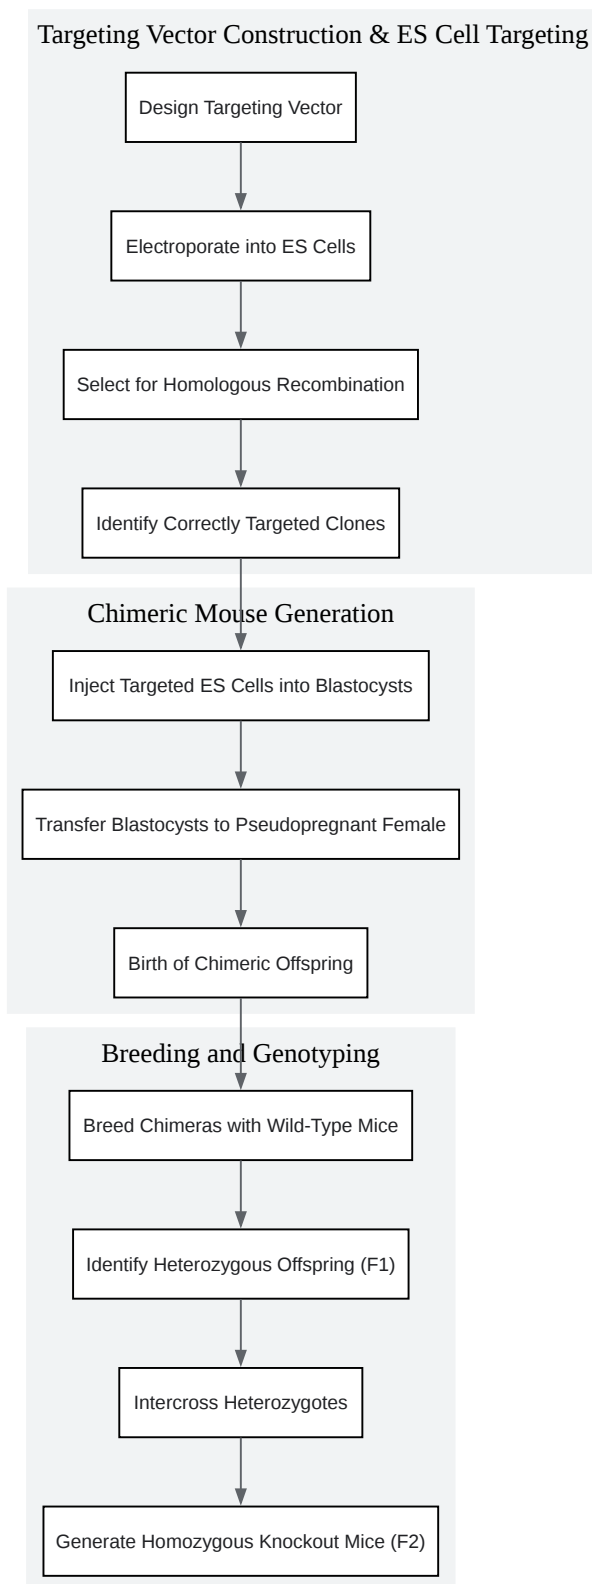 Targeting Vector Construction & ES Cell Targeting
Design Targeting Vector
Electroporate into ES Cells
Select for Homologous Recombination
Identify Correctly Targeted Clones
Chimeric Mouse Generation
Inject Targeted ES Cells into Blastocysts
Transfer Blastocysts to Pseudopregnant Female
Birth of Chimeric Offspring
Breeding and Genotyping
Breed Chimeras with Wild-Type Mice
Identify Heterozygous Offspring (F1)
Intercross Heterozygotes
Generate Homozygous Knockout Mice (F2)